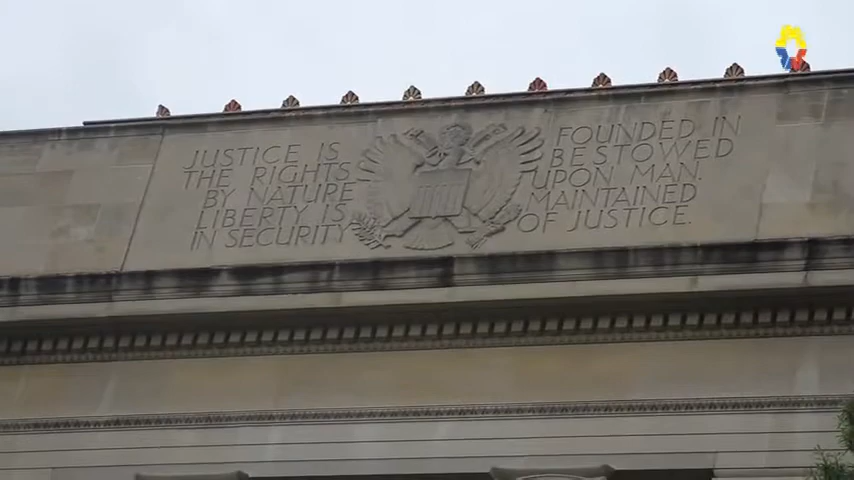 JUSTICE IS
THE RIGHTS
BY NATURE
LIBERTY IS
IN SECURITY
FOUNDED IN
BESTOWED
UPON MAN.
MAINTAINED
OF JUSTICE